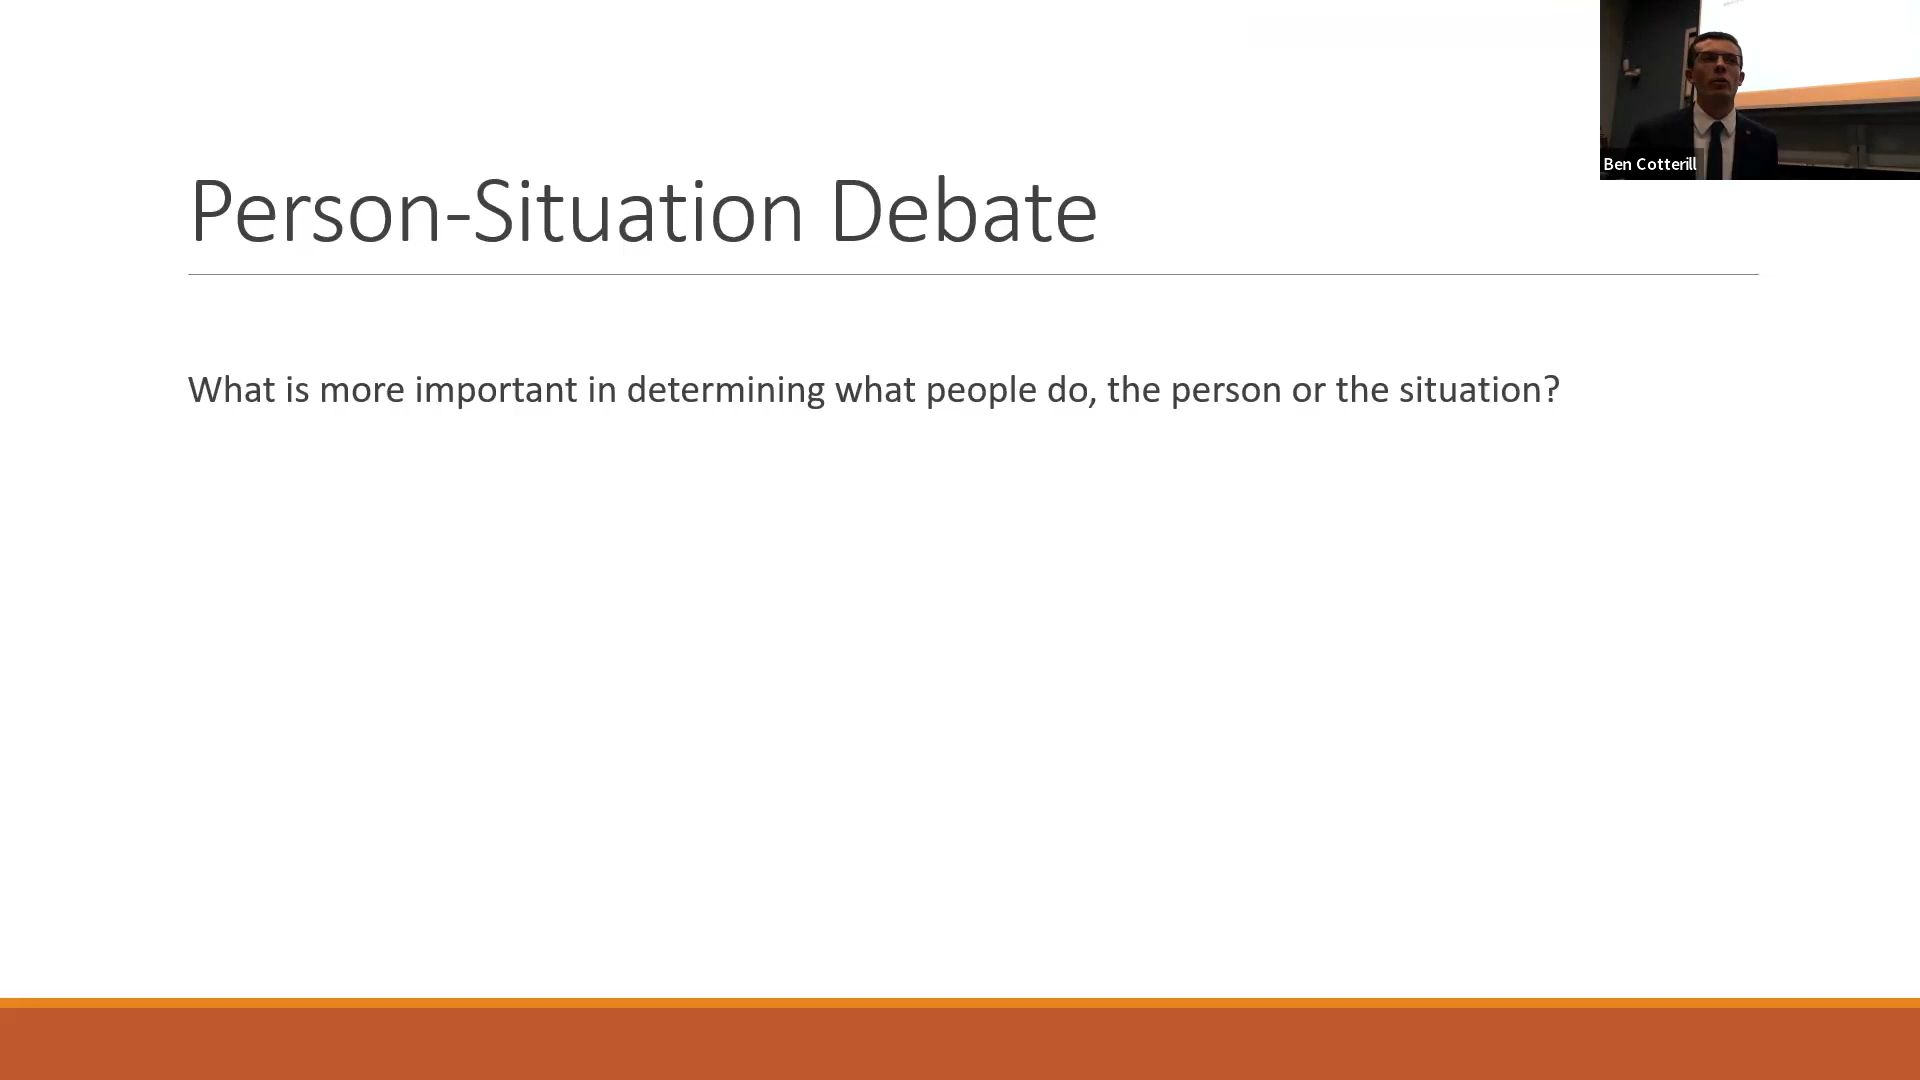 Ben Cotterill
Person-Situation Debate
What is more important in determining what people do, the person or the situation?